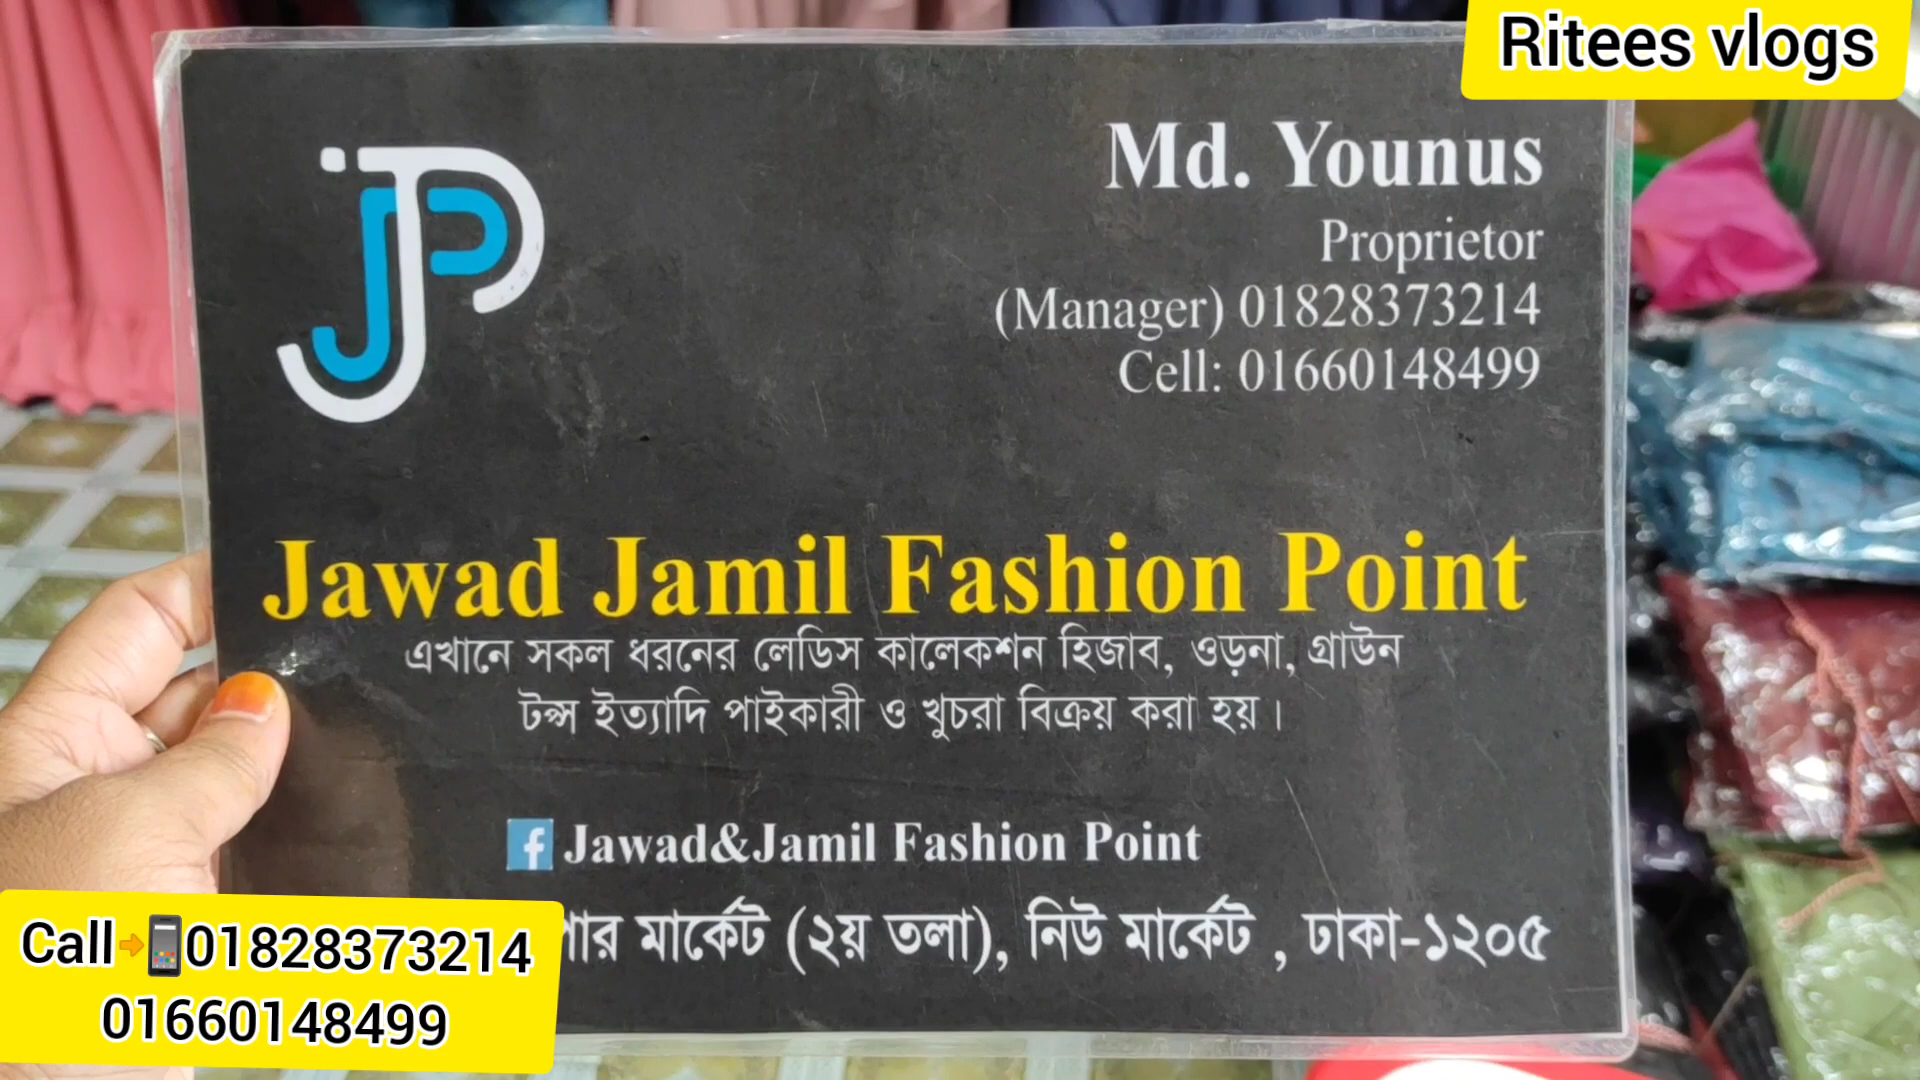 Ritees vlogs
JP
Md. Younus
Proprietor
(Manager) 01828373214
Cell: 01660148499
Jawad Jamil Fashion Point
এখানে সকল ধরনের লেডিস কালেকশন হিজাব, ওড়না, গ্রাউন
টপ্স ইত্যাদি পাইকারী ও খুচরা বিক্রয় করা হয়।
f Jawad&Jamil Fashion Point
মার্কেট (২য় তলা), নিউ মার্কেট , ঢাকা-১২০৫
Call 01828373214
01660148499